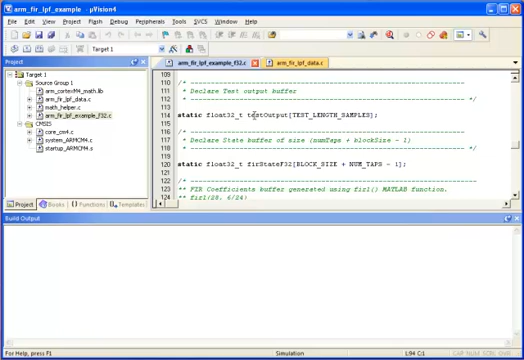 arm_fir_lpf_example - µVision4
File Edit View Project Flash Debug Peripherals Tools SVCS Window Help
Target 1
Project
Target 1
Source Group 1
arm_cortexM4_math.lib
arm_fir_lpf_data.c
math_helper.c
arm_fir_lpf_example_f32.c
CMSIS
core_cm4.c
system_ARMCM4.c
startup_ARMCM4.s
Project Books Functions Templates
arm_fir_lpf_example_f32.c arm_fir_lpf_data.c
109
110 /* ----------------------------------------------------------------------
111 * Declare Test output buffer
112 * ------------------------------------------------------------------- */
113
114 static float32_t testOutput[TEST_LENGTH_SAMPLES];
115
116 /* ----------------------------------------------------------------------
117 * Declare State buffer of size (numTaps + blockSize - 1)
118 * ------------------------------------------------------------------- */
119
120 static float32_t firStateF32[BLOCK_SIZE + NUM_TAPS - 1];
121
122 /* ----------------------------------------------------------------------
123 ** FIR Coefficients buffer generated using fir1() MATLAB function.
124 ** fir1(28, 6/24)
Build Output
For Help, press F1
Simulation
L:94 C:1
CAP NUM SCRL OVR R/W